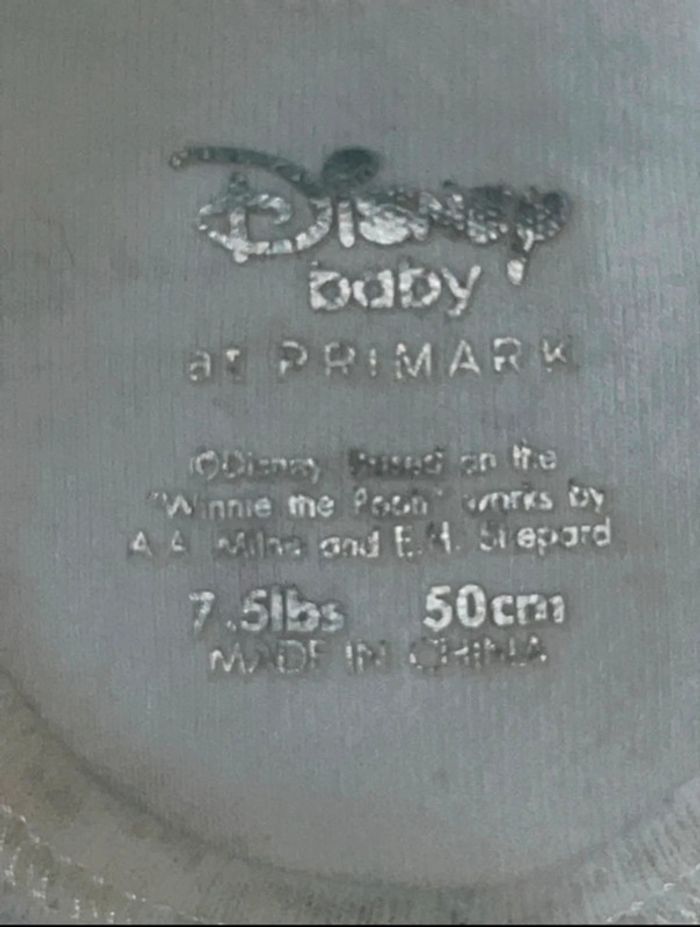 Disney
baby
at PRIMARK
©Disney Based on the
"Winnie the Pooh" works by
A.A. Milne and E.H. Shepard
7.5lbs 50cm
MADE IN CHINA